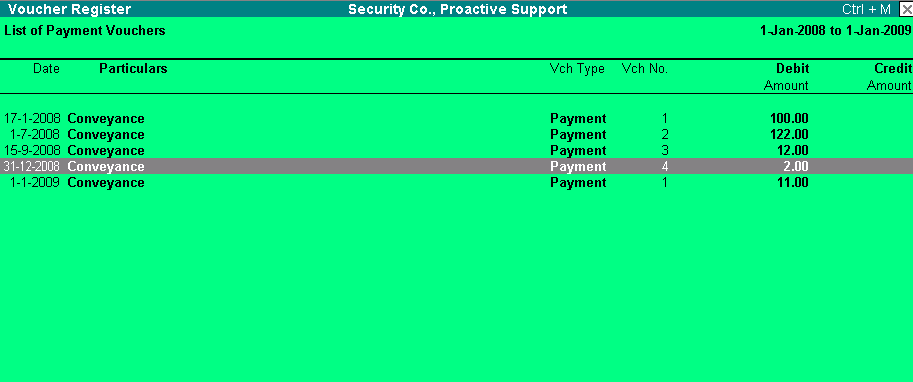 Voucher Register Security Co., Proactive Support Ctrl + M
List of Payment Vouchers 1-Jan-2008 to 1-Jan-2009
Date Particulars Vch Type Vch No. Debit Credit
Amount Amount
17-1-2008 Conveyance Payment 1 100.00
1-7-2008 Conveyance Payment 2 122.00
15-9-2008 Conveyance Payment 3 12.00
31-12-2008 Conveyance Payment 4 2.00
1-1-2009 Conveyance Payment 1 11.00